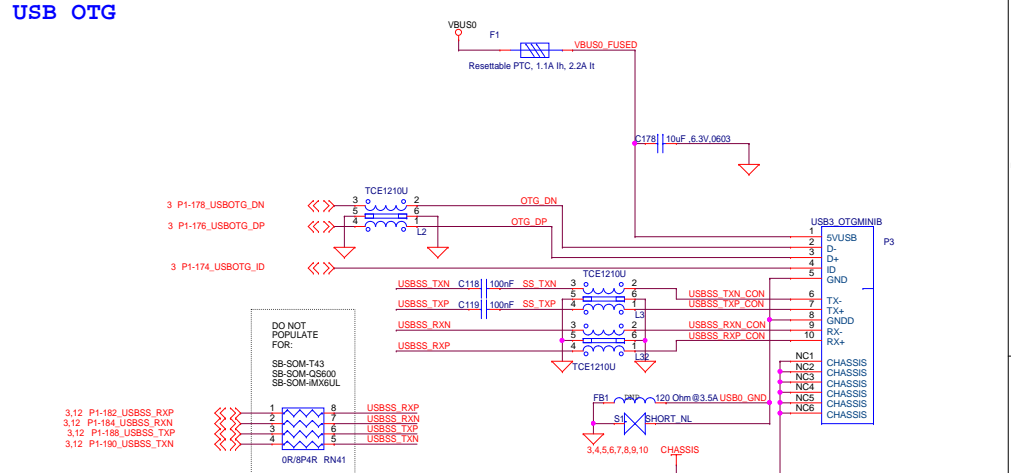 USB OTG
VBUS0
F1
VBUS0_FUSED
Resettable PTC, 1.1A Ih, 2.2A It
C178 10uF ,6.3V,0603
TCE1210U
3 P1-178_USBOTG_DN
3 2
OTG_DN
5 6
3 P1-176_USBOTG_DP
4 1
OTG_DP
L2
USB3_OTGMINIB
P3
1 5VUSB
2 D-
3 D+
4 ID
5 GND
6 TX-
7 TX+
8 GNDD
9 RX-
10 RX+
NC1 CHASSIS
NC2 CHASSIS
NC3 CHASSIS
NC4 CHASSIS
NC5 CHASSIS
NC6 CHASSIS
3 P1-174_USBOTG_ID
TCE1210U
USBSS_TXN C118 100nF SS_TXN 3 2
USBSS_TXN_CON
5 6
USBSS_TXP C119 100nF SS_TXP 4 1
USBSS_TXP_CON
L3
USBSS_RXN 3 2 USBSS_RXN_CON
5 6
USBSS_RXP_CON
USBSS_RXP 4 1
L32
TCE1210U
DO NOT
POPULATE
FOR:
SB-SOM-T43
SB-SOM-QS600
SB-SOM-iMX6UL
3,12 P1-182_USBSS_RXP 1 8 USBSS_RXP
3,12 P1-184_USBSS_RXN 2 7 USBSS_RXN
3,12 P1-188_USBSS_TXP 3 6 USBSS_TXP
3,12 P1-190_USBSS_TXN 4 5 USBSS_TXN
0R/8P4R RN41
FB1 DNP 120 Ohm@3.5A USB0_GND
S1 SHORT_NL
3,4,5,6,7,8,9,10 CHASSIS